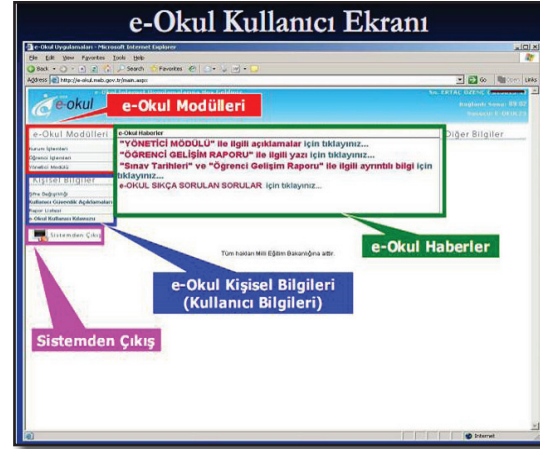 e-Okul Kullanıcı Ekranı
e-Okul Uygulamaları - Microsoft Internet Explorer
File Edit View Favorites Tools Help
Back Search Favorites
Address http://e-okul.meb.gov.tr/main.aspx Go Links
e-okul
e-Okul Modülleri
e-Okul Modülleri
Kurum İşlemleri
Öğrenci İşlemleri
Yönetici Modülü
Kişisel Bilgiler
Şifre Değişikliği
Kullanıcı Güvenlik Açıklamaları
Rapor Listesi
e-Okul Kullanma Kılavuzu
Sistemden Çıkış
e-Okul Haberler
"YÖNETİCİ MODÜLÜ" ile ilgili açıklamalar için tıklayınız...
"ÖĞRENCİ GELİŞİM RAPORU" ile ilgili yazı için tıklayınız...
"Sınav Tarihleri" ve "Öğrenci Gelişim Raporu" ile ilgili ayrıntılı bilgi için
tıklayınız...
e-OKUL SIKÇA SORULAN SORULAR için tıklayınız...
Diğer Bilgiler
e-Okul Haberler
Tüm hakları Milli Eğitim Bakanlığına aittir.
e-Okul Kişisel Bilgileri
(Kullanıcı Bilgileri)
Sistemden Çıkış
Internet